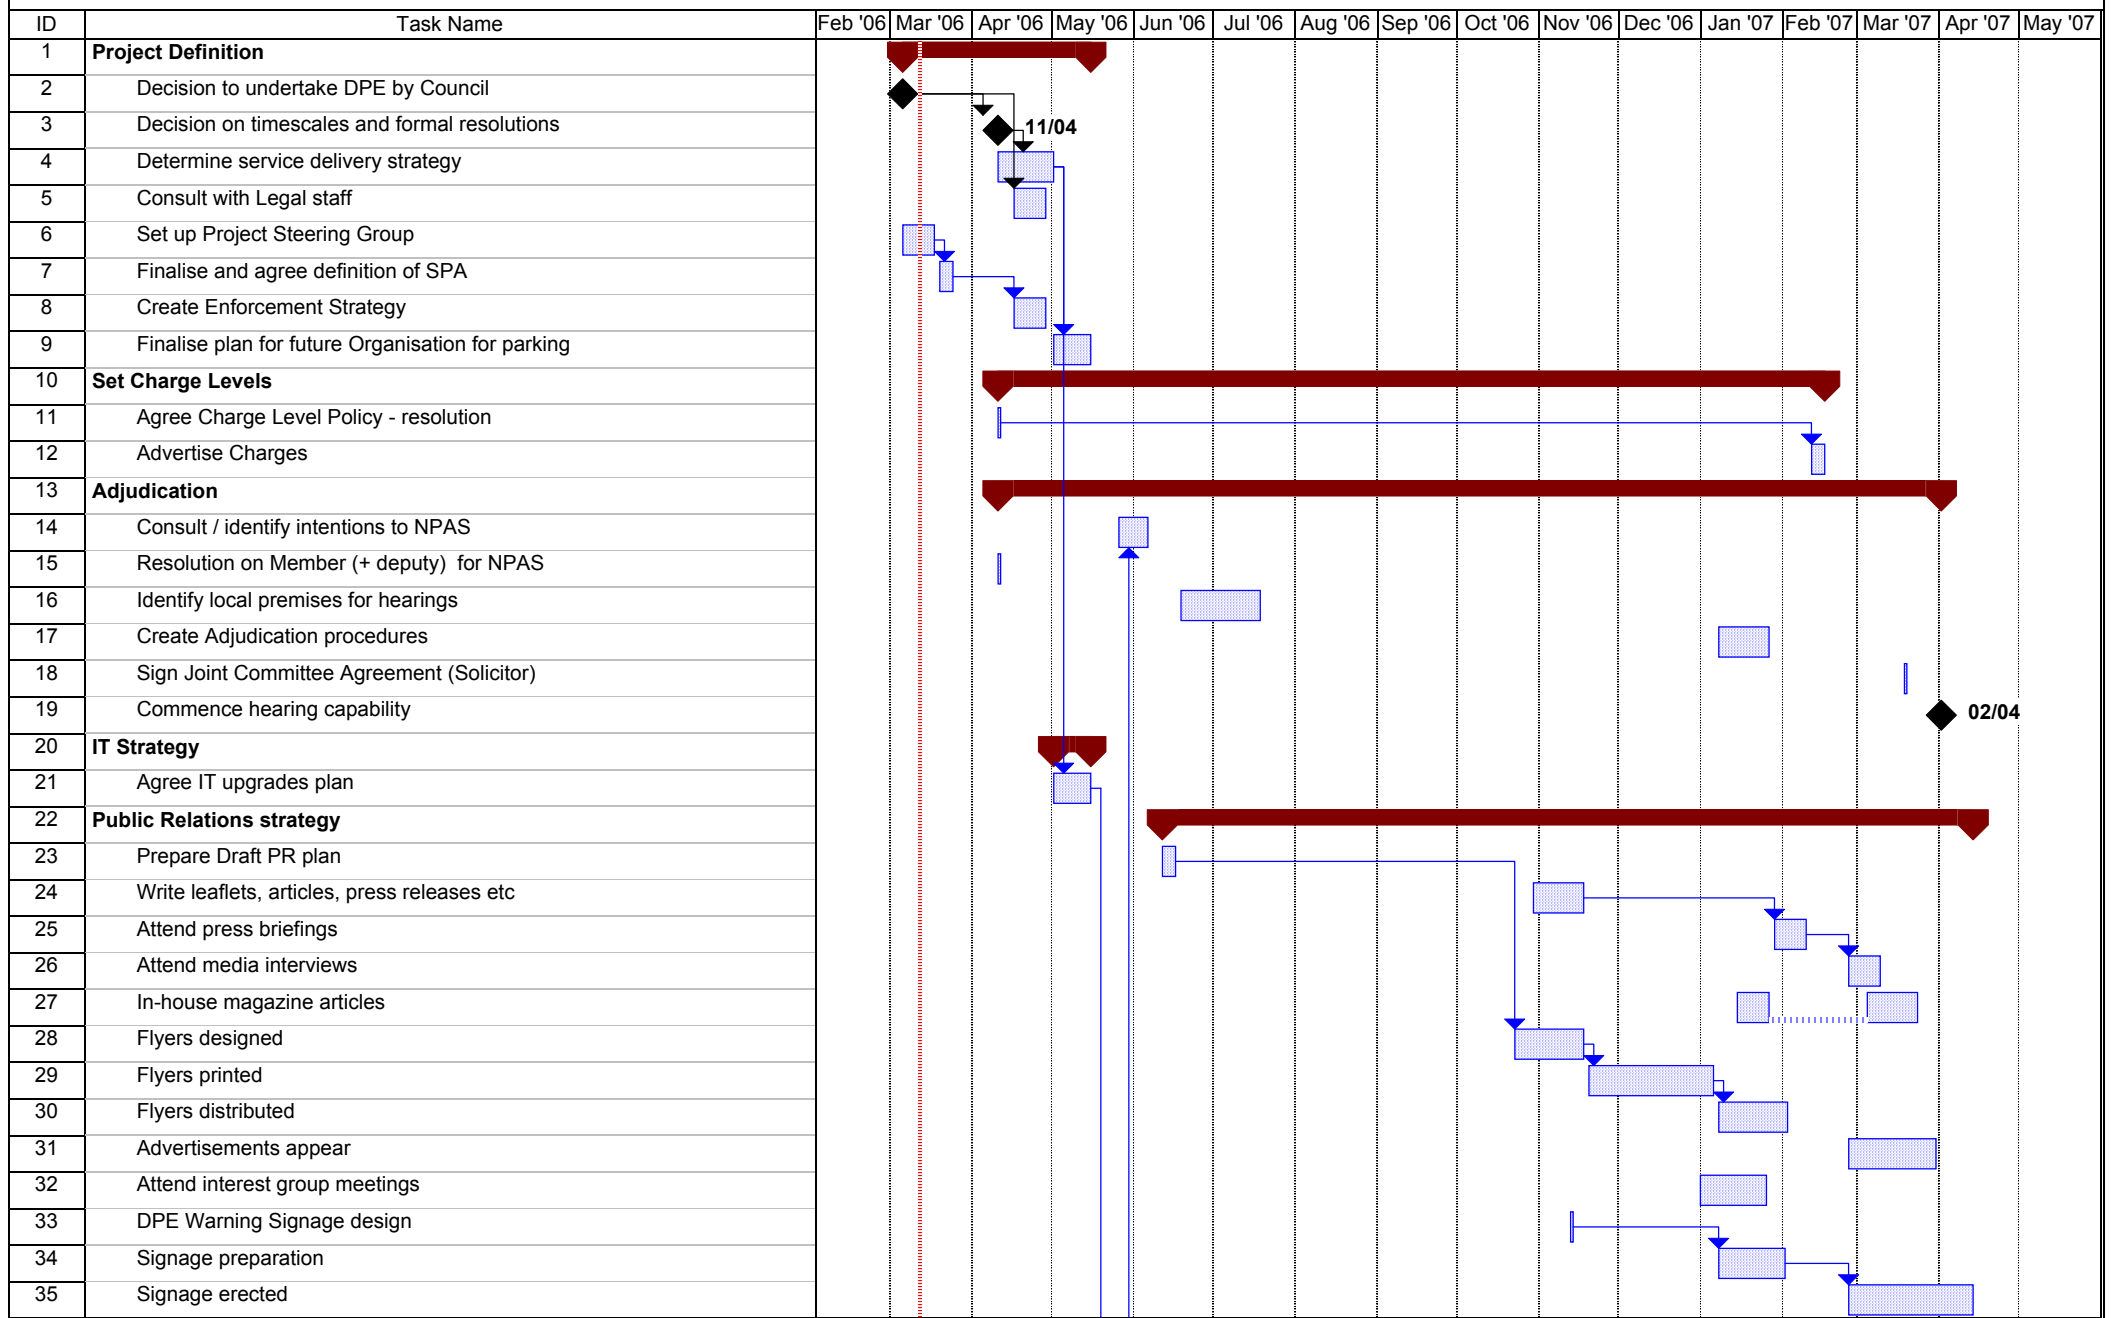 ID Task Name Feb '06 Mar '06 Apr '06 May '06 Jun '06 Jul '06 Aug '06 Sep '06 Oct '06 Nov '06 Dec '06 Jan '07 Feb '07 Mar '07 Apr '07 May '07
1 Project Definition
2 Decision to undertake DPE by Council
3 Decision on timescales and formal resolutions 11/04
4 Determine service delivery strategy
5 Consult with Legal staff
6 Set up Project Steering Group
7 Finalise and agree definition of SPA
8 Create Enforcement Strategy
9 Finalise plan for future Organisation for parking
10 Set Charge Levels
11 Agree Charge Level Policy - resolution
12 Advertise Charges
13 Adjudication
14 Consult / identify intentions to NPAS
15 Resolution on Member (+ deputy) for NPAS
16 Identify local premises for hearings
17 Create Adjudication procedures
18 Sign Joint Committee Agreement (Solicitor)
19 Commence hearing capability 02/04
20 IT Strategy
21 Agree IT upgrades plan
22 Public Relations strategy
23 Prepare Draft PR plan
24 Write leaflets, articles, press releases etc
25 Attend press briefings
26 Attend media interviews
27 In-house magazine articles
28 Flyers designed
29 Flyers printed
30 Flyers distributed
31 Advertisements appear
32 Attend interest group meetings
33 DPE Warning Signage design
34 Signage preparation
35 Signage erected